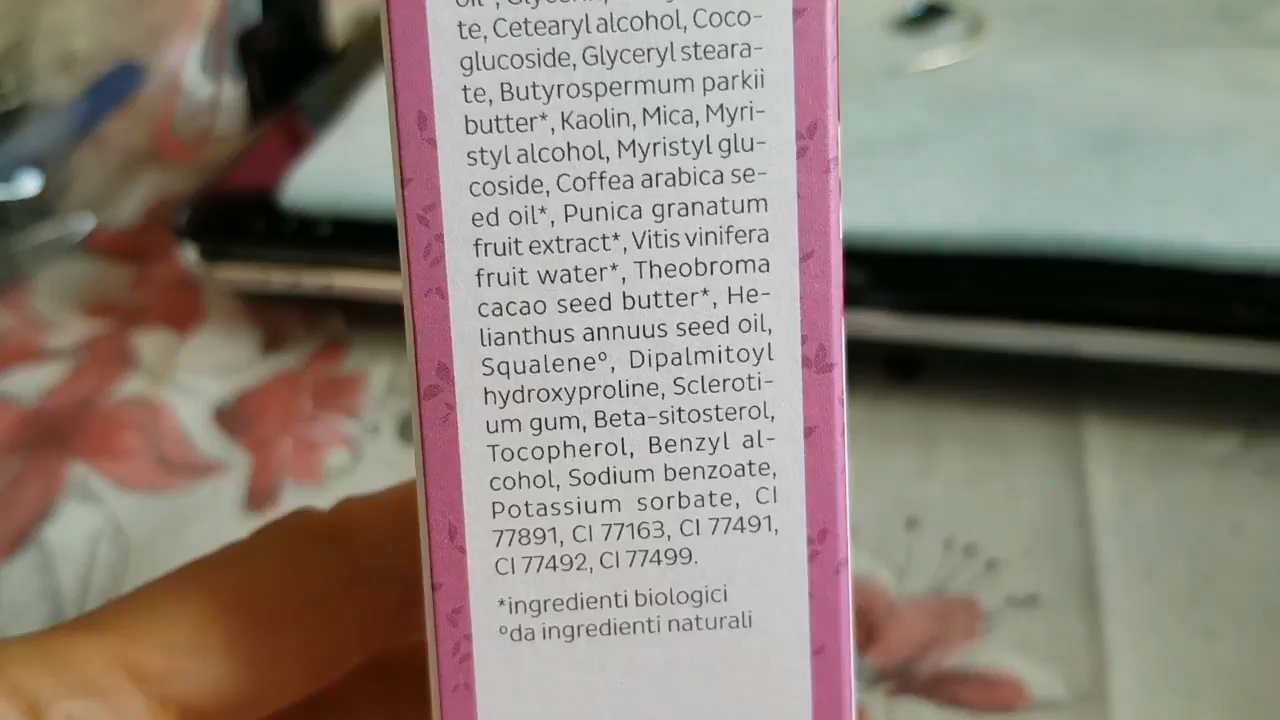 te, Cetearyl alcohol, Coco-
glucoside, Glyceryl steara-
te, Butyrospermum parkii
butter*, Kaolin, Mica, Myri-
styl alcohol, Myristyl glu-
coside, Coffea arabica se-
ed oil*, Punica granatum
fruit extract*, Vitis vinifera
fruit water*, Theobroma
cacao seed butter*, He-
lianthus annuus seed oil,
Squaleneº, Dipalmitoyl
hydroxyproline, Scleroti-
um gum, Beta-sitosterol,
Tocopherol, Benzyl al-
cohol, Sodium benzoate,
Potassium sorbate, CI
77891, CI 77163, CI 77491,
CI 77492, CI 77499.
*ingredienti biologici
ºda ingredienti naturali